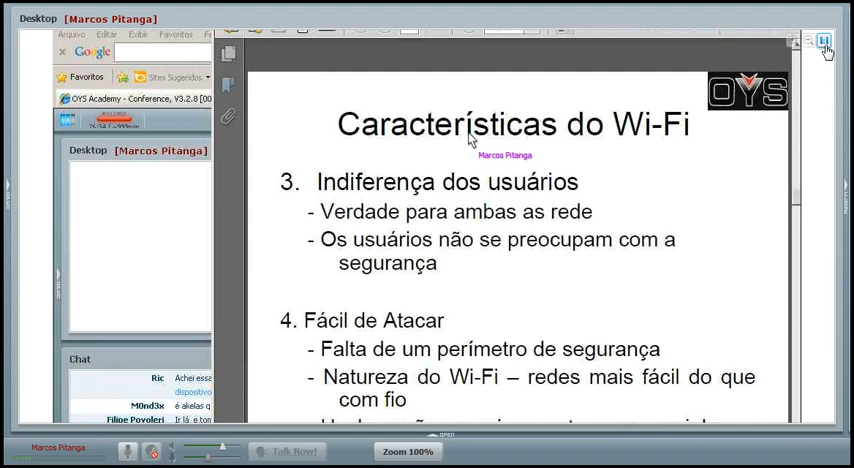 Desktop [Marcos Pitanga]
Arquivo Editar Exibir Favoritos
Google
Favoritos Sites Sugeridos
OYS Academy - Conference, V3.2.8 [00
Desktop [Marcos Pitanga]
Chat
Ric Achei essa
dispositivo
M0nd3x é akelas q
Filipe Povoleri Ir lá, e tom
OYS
Características do Wi-Fi
Marcos Pitanga
3. Indiferença dos usuários
- Verdade para ambas as rede
- Os usuários não se preocupam com a
segurança
4. Fácil de Atacar
- Falta de um perímetro de segurança
- Natureza do Wi-Fi – redes mais fácil do que
com fio
OPEN
Marcos Pitanga
Talk Now!
Zoom 100%